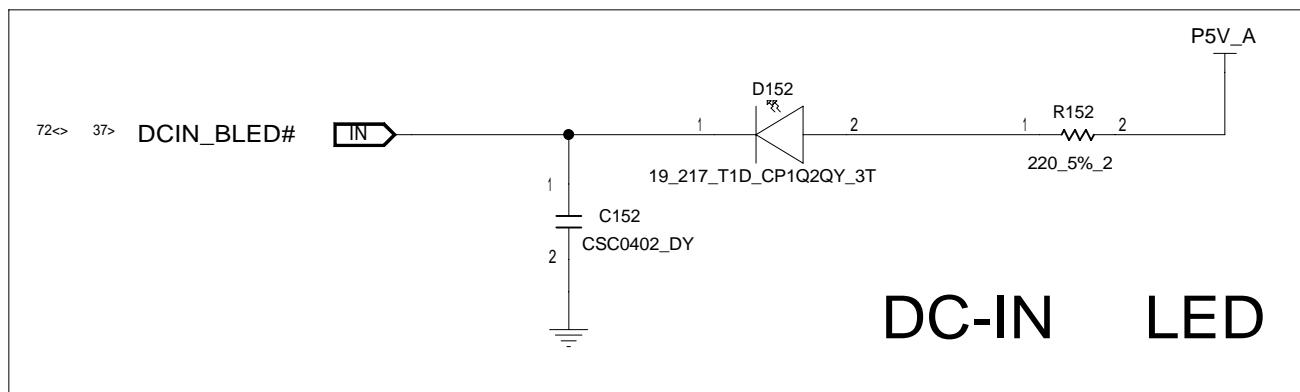 P5V_A
D152
R152
72<> 37> DCIN_BLED# IN
1 2 1 2
19_217_T1D_CP1Q2QY_3T
220_5%_2
1
C152
CSC0402_DY
2
DC-IN LED